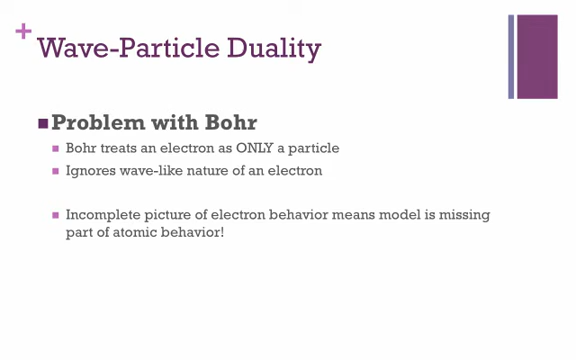 +
Wave-Particle Duality
Problem with Bohr
Bohr treats an electron as ONLY a particle
Ignores wave-like nature of an electron
Incomplete picture of electron behavior means model is missing
part of atomic behavior!